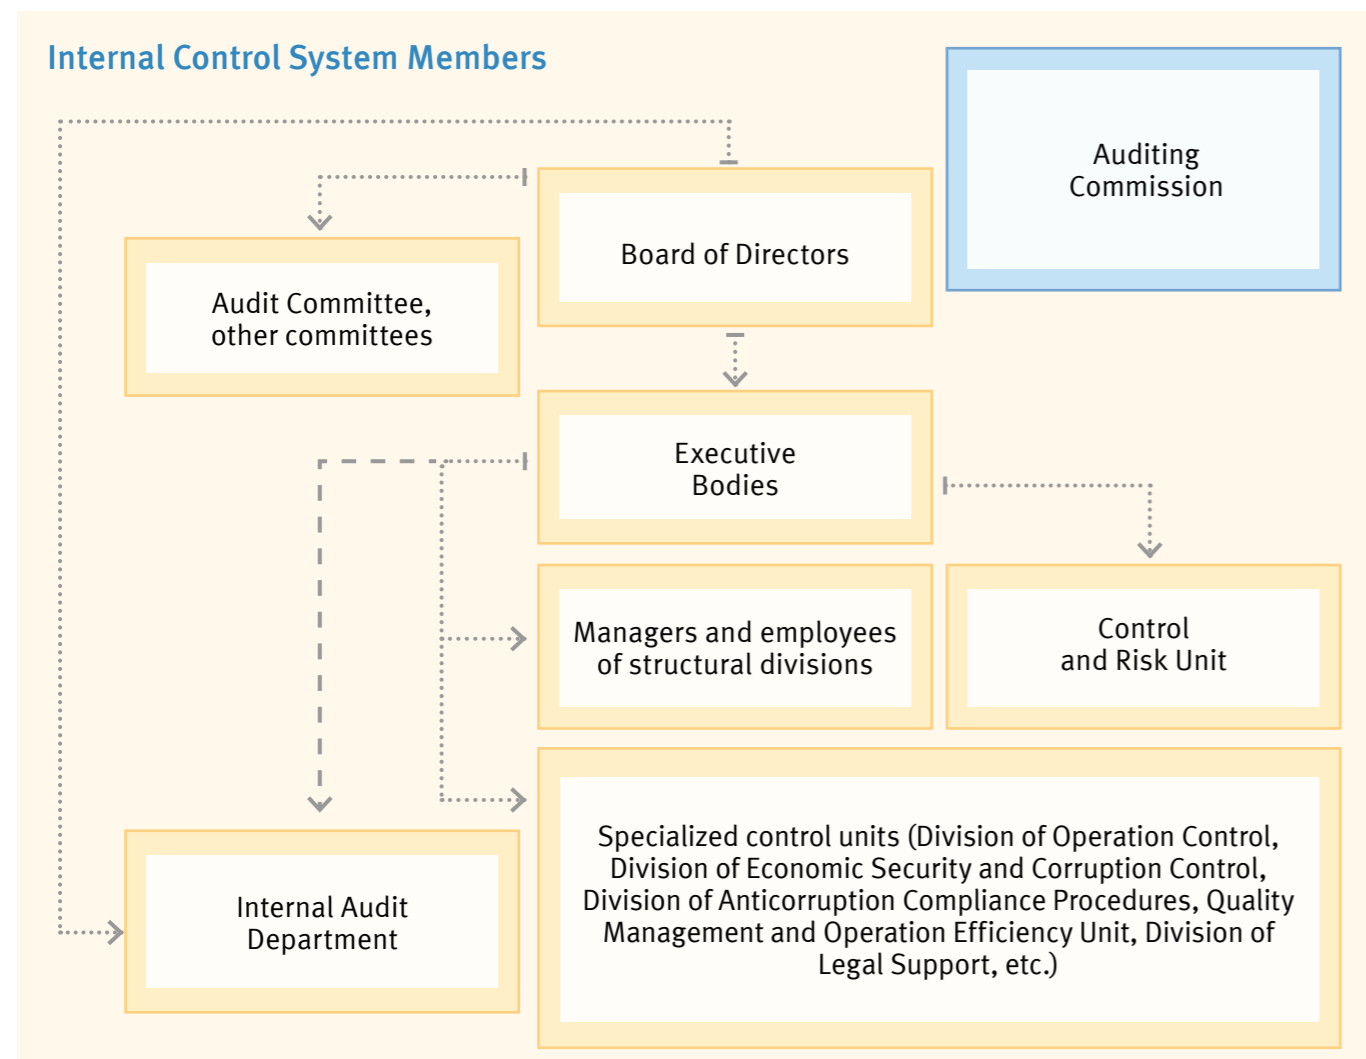 Internal Control System Members
Auditing
Commission
Board of Directors
Audit Committee,
other committees
Executive
Bodies
Managers and employees
of structural divisions
Control
and Risk Unit
Specialized control units (Division of Operation Control,
Division of Economic Security and Corruption Control,
Division of Anticorruption Compliance Procedures, Quality
Management and Operation Efficiency Unit, Division of
Legal Support, etc.)
Internal Audit
Department